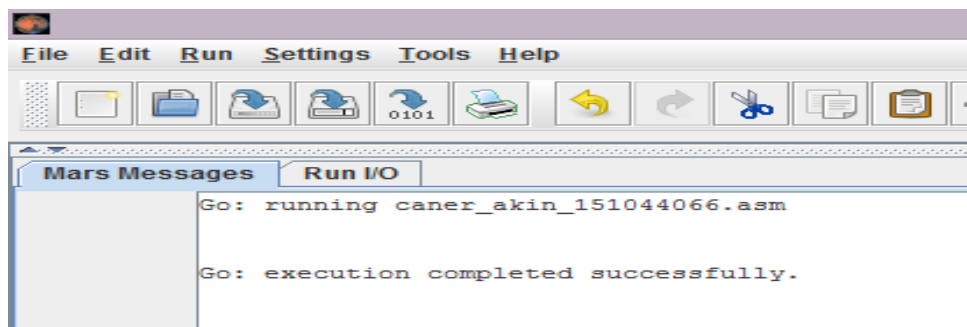 File Edit Run Settings Tools Help
0101
Mars Messages Run I/O
Go: running caner_akin_151044066.asm
Go: execution completed successfully.